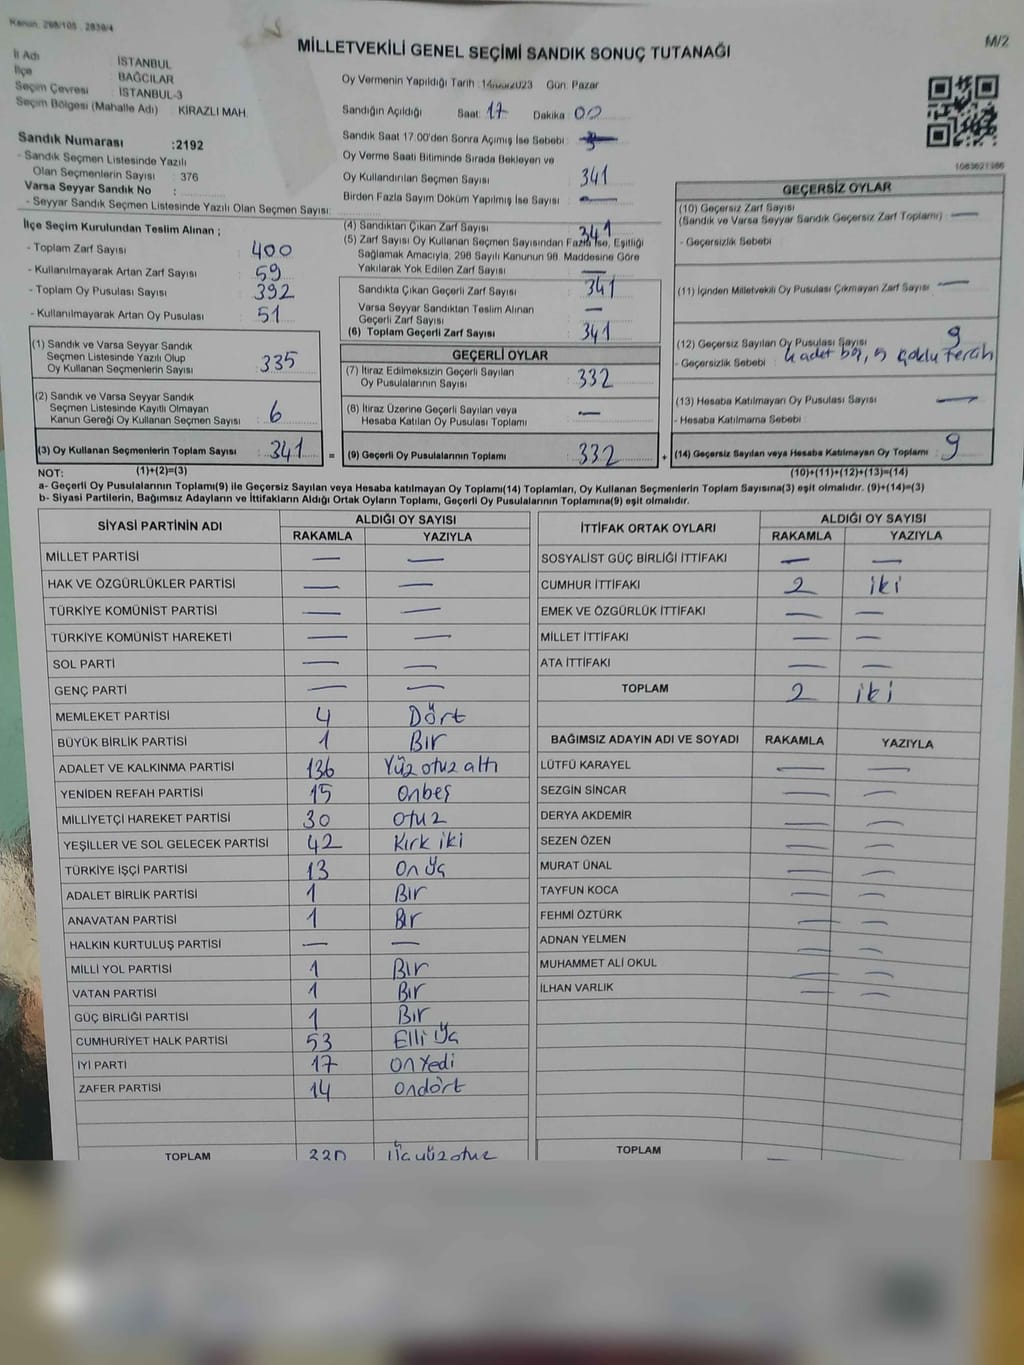 Kanun. 298/105 . 2839/4
M/2
MİLLETVEKİLİ GENEL SEÇİMİ SANDIK SONUÇ TUTANAĞI
İl Adı : İSTANBUL
İlçe : BAĞCILAR
Seçim Çevresi : İSTANBUL-3
Seçim Bölgesi (Mahalle Adı) : KİRAZLI MAH.
Sandık Numarası :2192
- Sandık Seçmen Listesinde Yazılı
Olan Seçmenlerin Sayısı : 376
Varsa Seyyar Sandık No :
- Seyyar Sandık Seçmen Listesinde Yazılı Olan Seçmen Sayısı:
İlçe Seçim Kurulundan Teslim Alınan ;
- Toplam Zarf Sayısı : 400
- Kullanılmayarak Artan Zarf Sayısı : 59
- Toplam Oy Pusulası Sayısı : 392
- Kullanılmayarak Artan Oy Pusulası : 51
(1) Sandık ve Varsa Seyyar Sandık
Seçmen Listesinde Yazılı Olup
Oy Kullanan Seçmenlerin Sayısı : 335
(2) Sandık ve Varsa Seyyar Sandık
Seçmen Listesinde Kayıtlı Olmayan
Kanun Gereği Oy Kullanan Seçmen Sayısı : 6
(3) Oy Kullanan Seçmenlerin Toplam Sayısı : 341 =
Oy Vermenin Yapıldığı Tarih : 14/05/2023 Gün: Pazar
Sandığın Açıldığı Saat: 17 Dakika : 00
Sandık Saat 17.00'den Sonra Açımış İse Sebebi :
Oy Verme Saati Bitiminde Sırada Bekleyen ve
Oy Kullandırılan Seçmen Sayısı : 341
Birden Fazla Sayım Döküm Yapılmış İse Sayısı : —
(4) Sandıktan Çıkan Zarf Sayısı : 341
(5) Zarf Sayısı Oy Kullanan Seçmen Sayısından Fazla İse, Eşitliği
Sağlamak Amacıyla, 298 Sayılı Kanunun 98. Maddesine Göre
Yakılarak Yok Edilen Zarf Sayısı : —
Sandıkta Çıkan Geçerli Zarf Sayısı : 341
Varsa Seyyar Sandıktan Teslim Alınan
Geçerli Zarf Sayısı : —
(6) Toplam Geçerli Zarf Sayısı : 341
GEÇERLİ OYLAR
(7) İtiraz Edilmeksizin Geçerli Sayılan
Oy Pusulalarının Sayısı : 332
(8) İtiraz Üzerine Geçerli Sayılan veya
Hesaba Katılan Oy Pusulası Toplamı : —
(9) Geçerli Oy Pusulalarının Toplamı : 332 +
1083621986
GEÇERSİZ OYLAR
(10) Geçersiz Zarf Sayısı
(Sandık ve Varsa Seyyar Sandık Geçersiz Zarf Toplamı) : —
- Geçersizlik Sebebi :
(11) İçinden Milletvekili Oy Pusulası Çıkmayan Zarf Sayısı : —
(12) Geçersiz Sayılan Oy Pusulası Sayısı : 9
- Geçersizlik Sebebi : 4 adet boş, 5 çoklu tercih
(13) Hesaba Katılmayan Oy Pusulası Sayısı : —
- Hesaba Katılmama Sebebi :
(14) Geçersiz Sayılan veya Hesaba Katılmayan Oy Toplamı : 9
NOT: (1)+(2)=(3) (10)+(11)+(12)+(13)=(14)
a- Geçerli Oy Pusulalarının Toplamı(9) ile Geçersiz Sayılan veya Hesaba katılmayan Oy Toplamı(14) Toplamları, Oy Kullanan Seçmenlerin Toplam Sayısına(3) eşit olmalıdır. (9)+(14)=(3)
b- Siyasi Partilerin, Bağımsız Adayların ve İttifakların Aldığı Ortak Oyların Toplamı, Geçerli Oy Pusulalarının Toplamına(9) eşit olmalıdır.
SİYASİ PARTİNİN ADI ALDIĞI OY SAYISI
RAKAMLA YAZIYLA
MİLLET PARTİSİ — —
HAK VE ÖZGÜRLÜKLER PARTİSİ — —
TÜRKİYE KOMÜNİST PARTİSİ — —
TÜRKİYE KOMÜNİST HAREKETİ — —
SOL PARTİ — —
GENÇ PARTİ — —
MEMLEKET PARTİSİ 4 Dört
BÜYÜK BİRLİK PARTİSİ 1 Bir
ADALET VE KALKINMA PARTİSİ 136 Yüz otuz altı
YENİDEN REFAH PARTİSİ 15 onbeş
MİLLİYETÇİ HAREKET PARTİSİ 30 otuz
YEŞİLLER VE SOL GELECEK PARTİSİ 42 Kırk iki
TÜRKİYE İŞÇİ PARTİSİ 13 On üç
ADALET BİRLİK PARTİSİ 1 Bir
ANAVATAN PARTİSİ 1 Bir
HALKIN KURTULUŞ PARTİSİ — —
MİLLİ YOL PARTİSİ 1 Bir
VATAN PARTİSİ 1 Bir
GÜÇ BİRLİĞİ PARTİSİ 1 Bir
CUMHURİYET HALK PARTİSİ 53 Elli üç
İYİ PARTİ 17 on yedi
ZAFER PARTİSİ 14 ondört
TOPLAM 330 üçyüzotuz
İTTİFAK ORTAK OYLARI ALDIĞI OY SAYISI
RAKAMLA YAZIYLA
SOSYALİST GÜÇ BİRLİĞİ İTTİFAKI — —
CUMHUR İTTİFAKI 2 iki
EMEK VE ÖZGÜRLÜK İTTİFAKI — —
MİLLET İTTİFAKI — —
ATA İTTİFAKI — —
TOPLAM 2 iki
BAĞIMSIZ ADAYIN ADI VE SOYADI RAKAMLA YAZIYLA
LÜTFÜ KARAYEL — —
SEZGİN SİNCAR — —
DERYA AKDEMİR — —
SEZEN ÖZEN — —
MURAT ÜNAL — —
TAYFUN KOCA — —
FEHMİ ÖZTÜRK — —
ADNAN YELMEN — —
MUHAMMET ALİ OKUL — —
İLHAN VARLIK — —
TOPLAM —